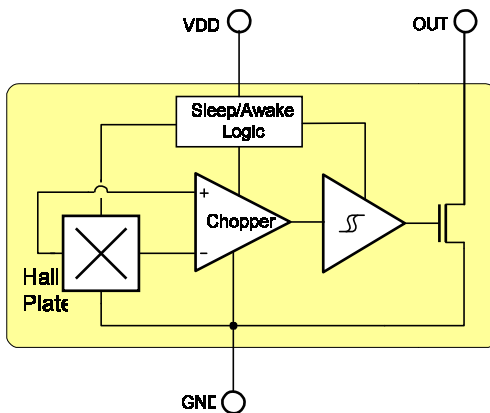 VDD
OUT
Sleep/Awake
Logic
+
Chopper
−
Hall
Plate
GND